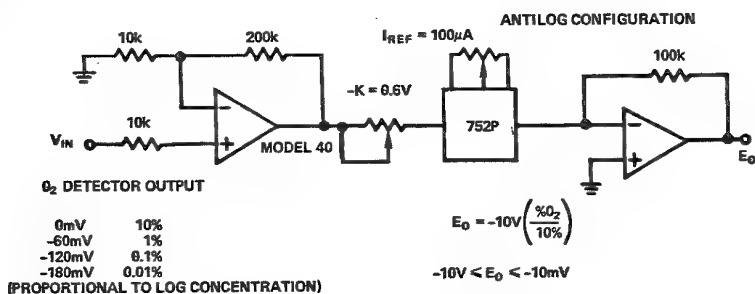 ANTILOG CONFIGURATION
10k
200k
I_REF = 100μA
100k
-K = 0.6V
752P
V_IN
10k
MODEL 40
E_O
O₂ DETECTOR OUTPUT
0mV 10%
-60mV 1%
-120mV 0.1%
-180mV 0.01%
(PROPORTIONAL TO LOG CONCENTRATION)
E_O = -10V (%O₂/10%)
-10V ≤ E_O ≤ -10mV